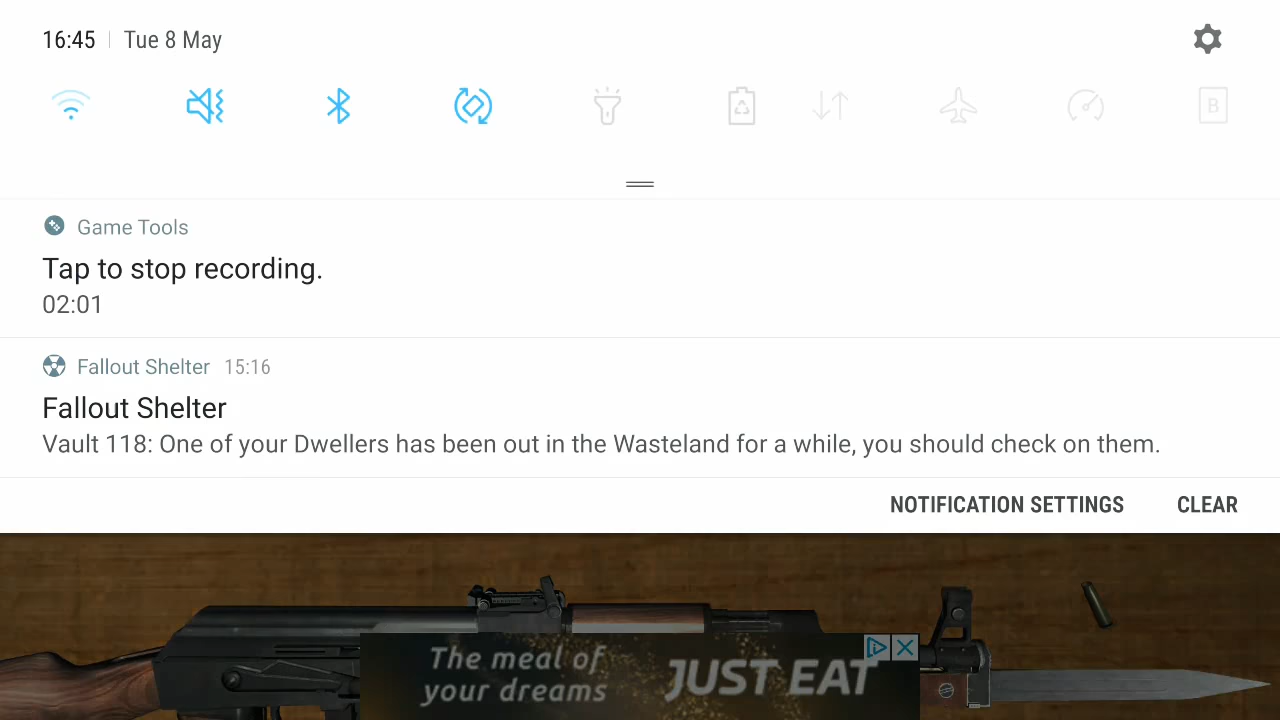 16:45 | Tue 8 May
B
Game Tools
Tap to stop recording.
02:01
Fallout Shelter 15:16
Fallout Shelter
Vault 118: One of your Dwellers has been out in the Wasteland for a while, you should check on them.
NOTIFICATION SETTINGS CLEAR
The meal of
your dreams
JUST EAT